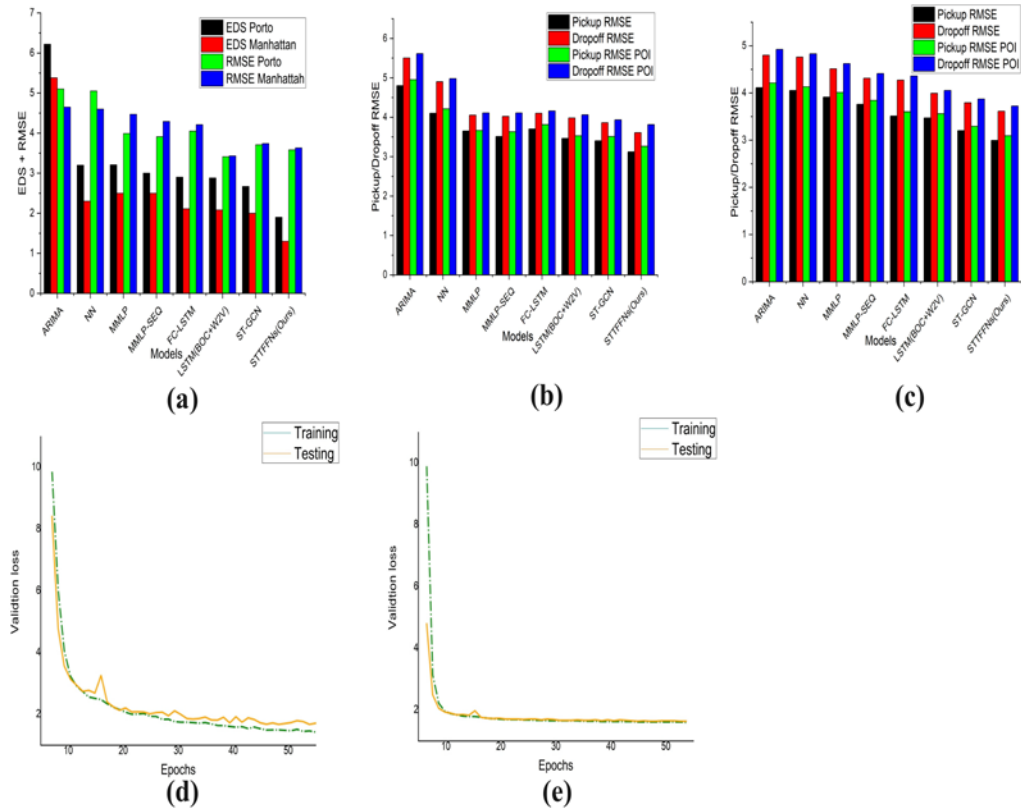 EDS Porto
EDS Manhattan
RMSE Porto
RMSE Manhattah
EDS + RMSE
7
6
5
4
3
2
1
0
ARIMA
NN
MMLP
MMLP-SEQ
FC-LSTM
LSTM(BOC+W2V)
ST-GCN
STTFFNs(Ours)
Models
(a)
Pickup RMSE
Dropoff RMSE
Pickup RMSE POI
Dropoff RMSE POI
Pickup/Dropoff RMSE
6
5
4
3
2
1
0
ARIMA
NN
MMLP
MMLP-SEQ
FC-LSTM
LSTM(BOC+W2V)
ST-GCN
STTFFNs(Ours)
Models
(b)
Pickup RMSE
Dropoff RMSE
Pickup RMSE POI
Dropoff RMSE POI
Pickup/Dropoff RMSE
5
4
3
2
1
0
ARIMA
NN
MMLP
MMLP-SEQ
FC-LSTM
LSTM(BOC+W2V)
ST-GCN
STTFFNs(Ours)
Models
(c)
Training
Testing
Validtion loss
10
8
6
4
2
10
20
30
40
50
Epochs
(d)
Training
Testing
Validtion loss
10
8
6
4
2
10
20
30
40
50
Epochs
(e)